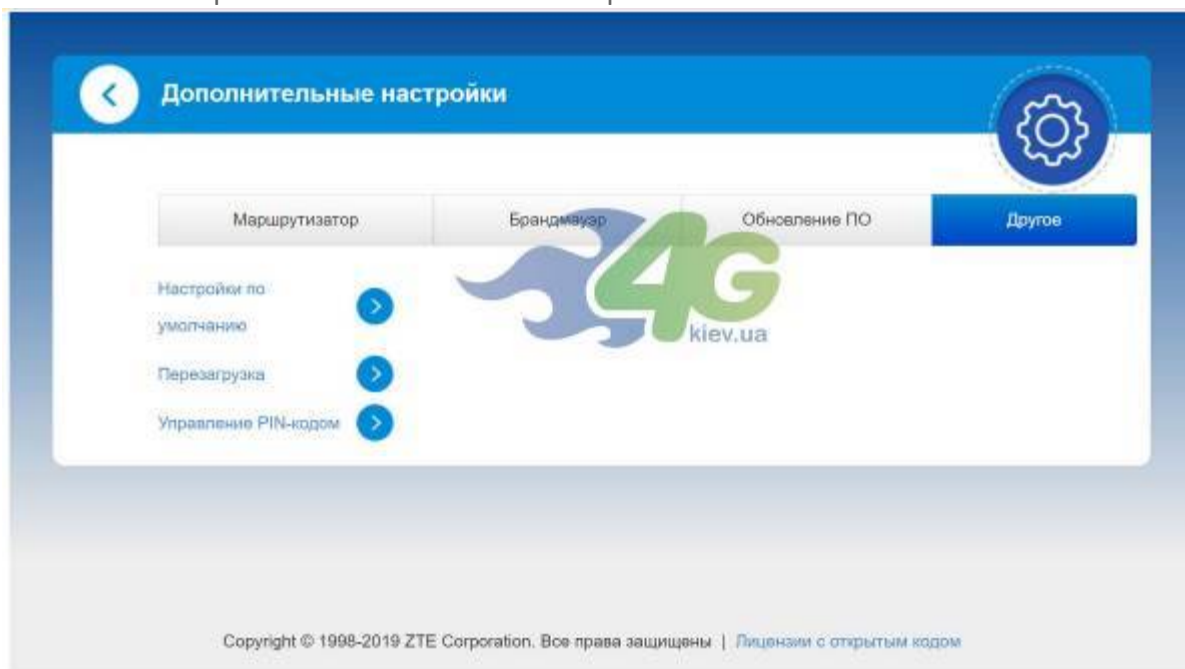 Дополнительные настройки
Маршрутизатор Брандмауэр Обновление ПО Другое
4G
kiev.ua
Настройки по
умолчанию
Перезагрузка
Управление PIN-кодом
Copyright © 1998-2019 ZTE Corporation. Все права защищены | Лицензии с открытым кодом